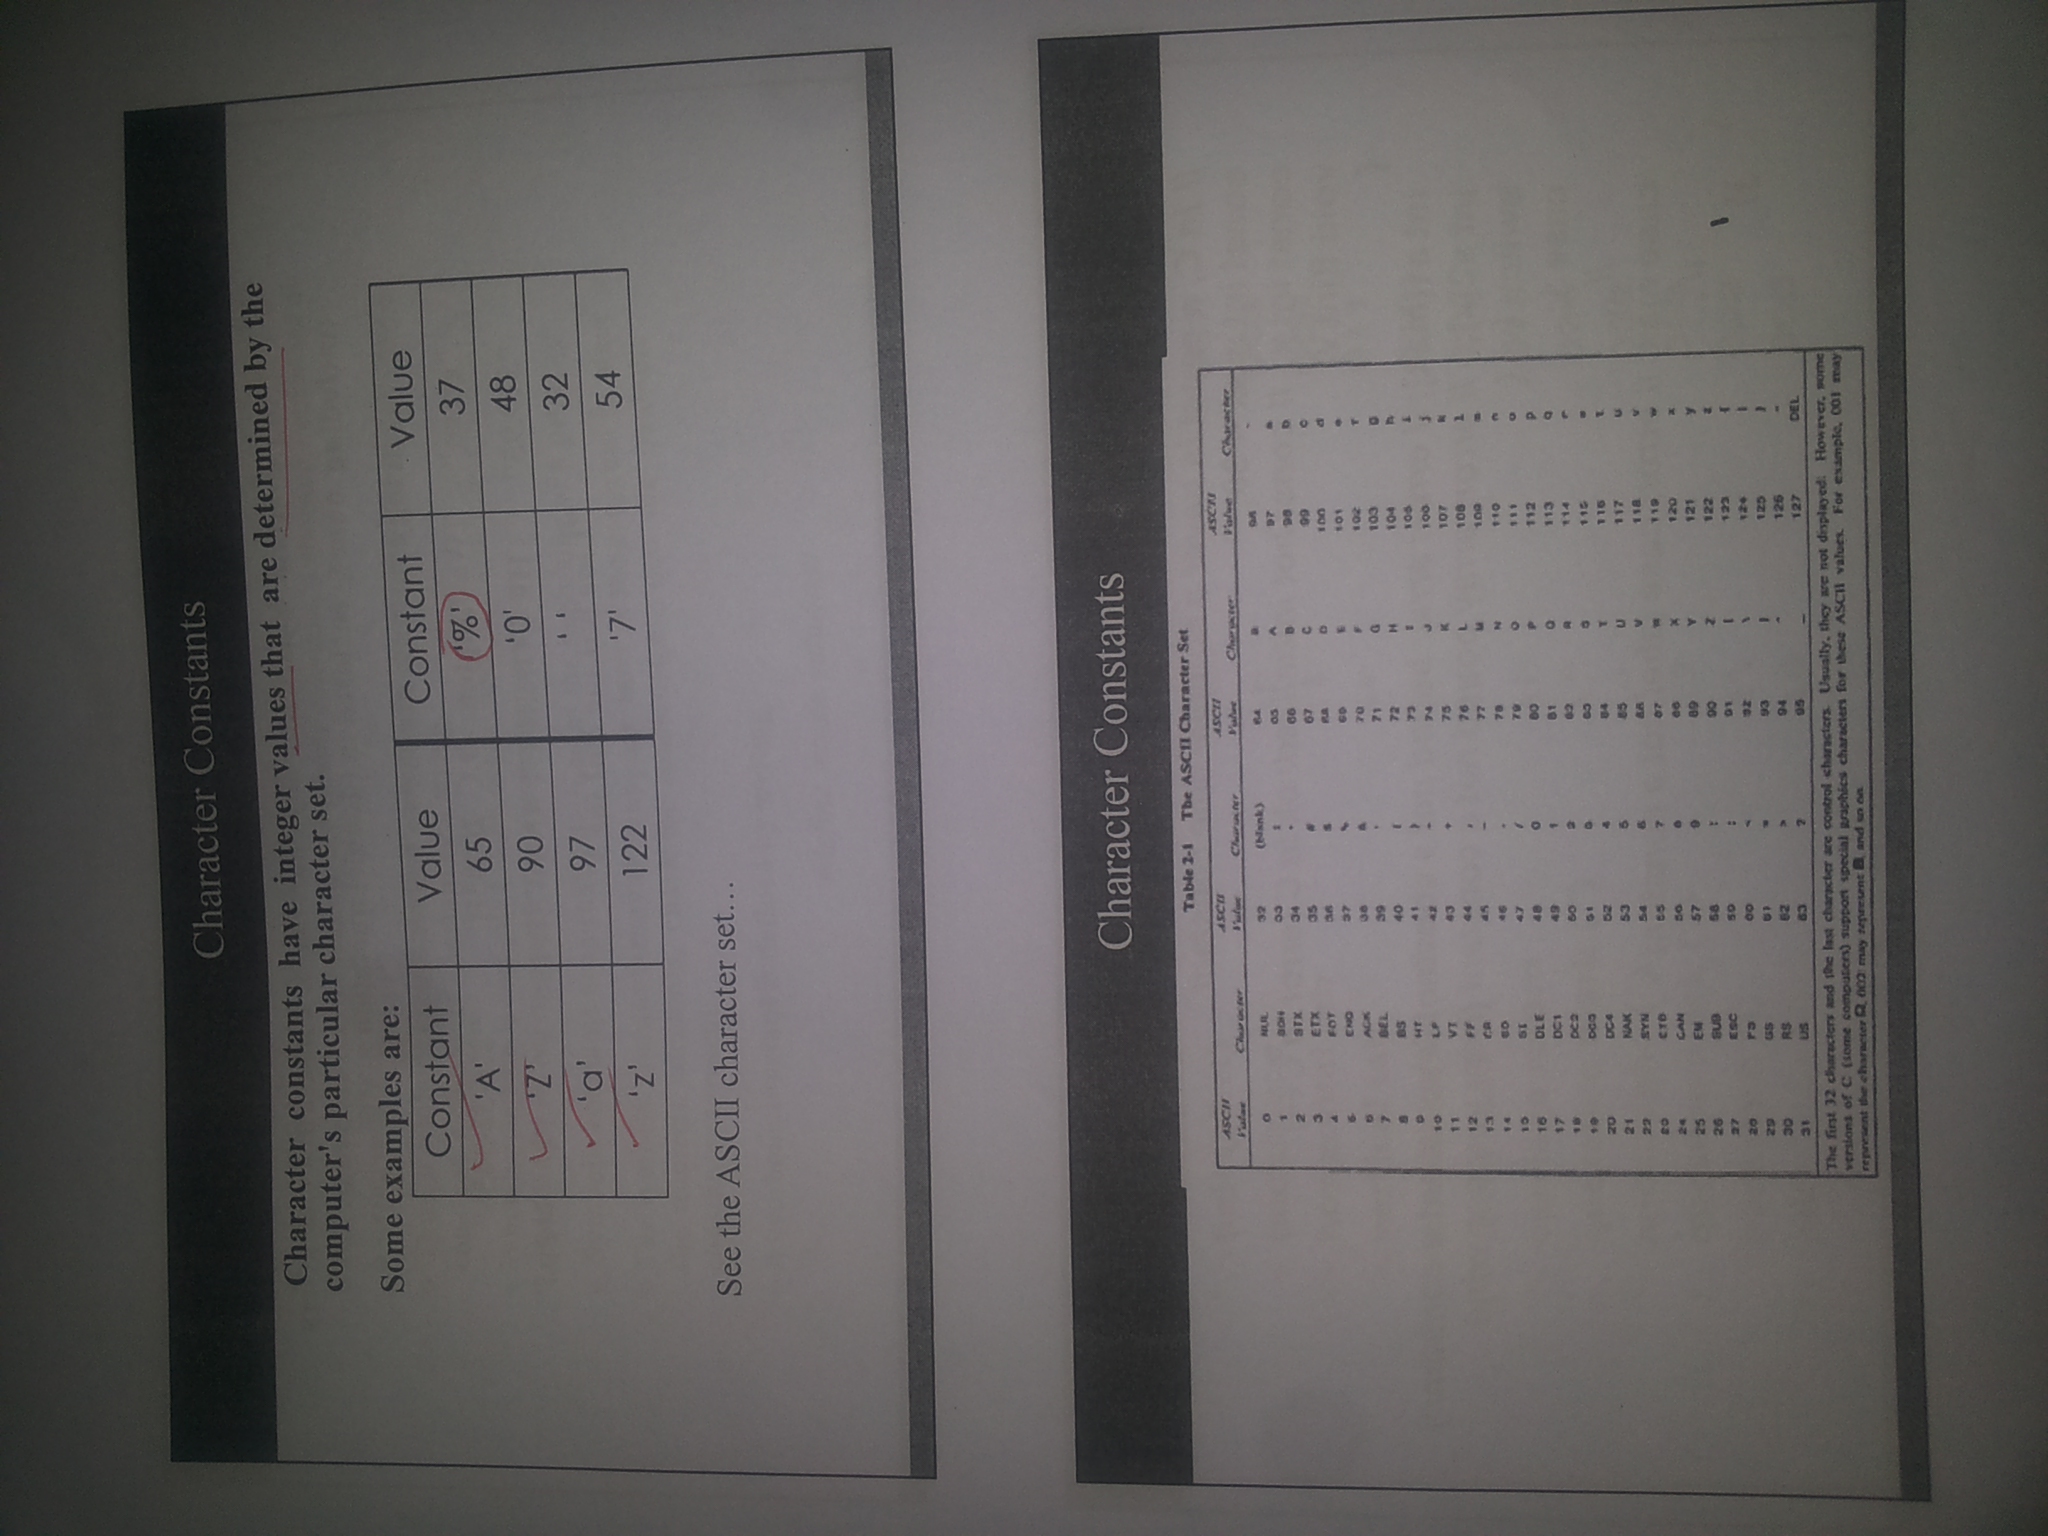 Character Constants
Character constants have integer values that are determined by the
computer's particular character set.
Some examples are:
Constant Value Constant Value
'A' 65 '%' 37
'Z' 90 '0' 48
'a' 97 ' ' 32
'z' 122 '7' 54
See the ASCII character set...
Character Constants
Table 2-1 The ASCII Character Set
ASCII ASCII ASCII ASCII
Value Character Value Character Value Character Value Character
0 NUL 32 (blank) 64 96
1 SOH 33 65 A 97 a
2 STX 34 66 B 98 b
3 ETX 35 # 67 C 99 c
4 EOT 36 $ 68 D 100 d
5 ENQ 37 % 69 E 101 e
6 ACK 38 & 70 F 102 f
7 BEL 39 ' 71 G 103 g
8 BS 40 ( 72 H 104 h
9 HT 41 ) 73 I 105 i
10 LF 42 74 J 106 j
11 VT 43 + 75 K 107 k
12 FF 44 , 76 L 108 l
13 CR 45 - 77 M 109 m
14 SO 46 . 78 N 110 n
15 SI 47 / 79 O 111 o
16 DLE 48 0 80 P 112 p
17 DC1 49 1 81 Q 113 q
18 DC2 50 2 82 R 114 r
19 DC3 51 3 83 S 115 s
20 DC4 52 4 84 T 116 t
21 NAK 53 5 85 U 117 u
22 SYN 54 6 86 V 118 v
23 ETB 55 7 87 W 119 w
24 CAN 56 8 88 X 120 x
25 EM 57 9 89 Y 121 y
26 SUB 58 : 90 Z 122 z
27 ESC 59 91 [ 123 {
28 FS 60 < 92 \ 124 |
29 GS 61 = 93 ] 125 }
30 RS 62 > 94 ^ 126 ~
31 US 63 ? 95 _ 127 DEL
The first 32 characters and the last character are control characters. Usually, they are not displayed. However, some
versions of C (some computers) support special graphics characters for these ASCII values. For example, 001 may
represent the character 002 may represent and so on.